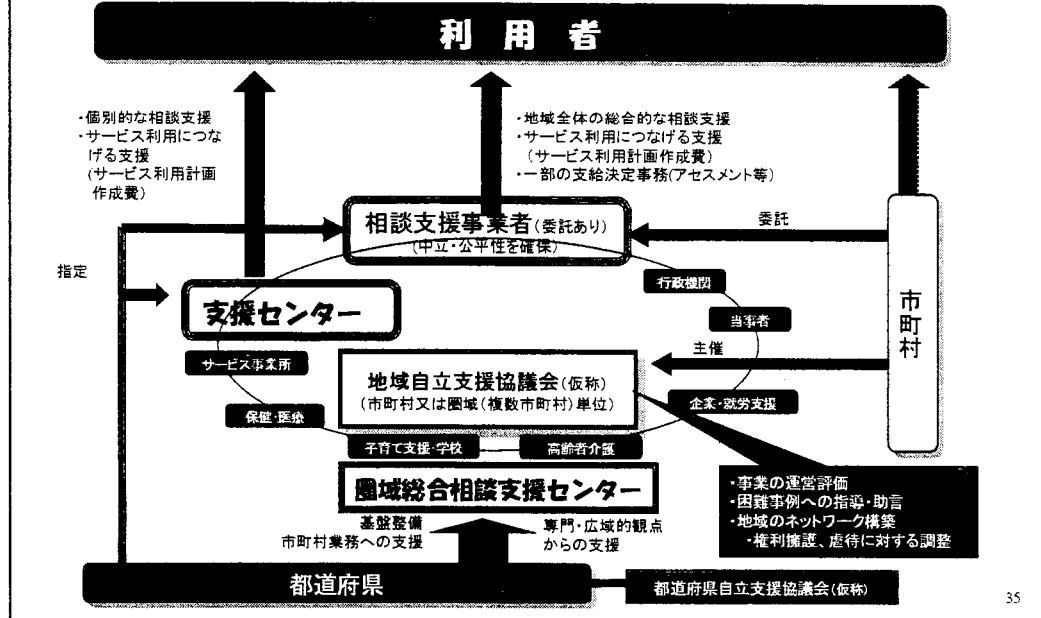 利用者
・個別的な相談支援
・サービス利用につな
げる支援
(サービス利用計画
作成費)
・地域全体の総合的な相談支援
・サービス利用につなげる支援
(サービス利用計画作成費)
・一部の支給決定事務(アセスメント等)
相談支援事業者(委託あり)
(中立・公平性を確保)
委託
指定
行政機関
支援センター
当事者
市町村
主催
サービス事業所
地域自立支援協議会(仮称)
(市町村又は圏域(複数市町村)単位)
企業・就労支援
保健・医療
子育て支援・学校
高齢者介護
圏域総合相談支援センター
・事業の運営評価
・困難事例への指導・助言
・地域のネットワーク構築
・権利擁護、虐待に対する調整
基盤整備
市町村業務への支援
専門・広域的観点
からの支援
都道府県
都道府県自立支援協議会(仮称)
35